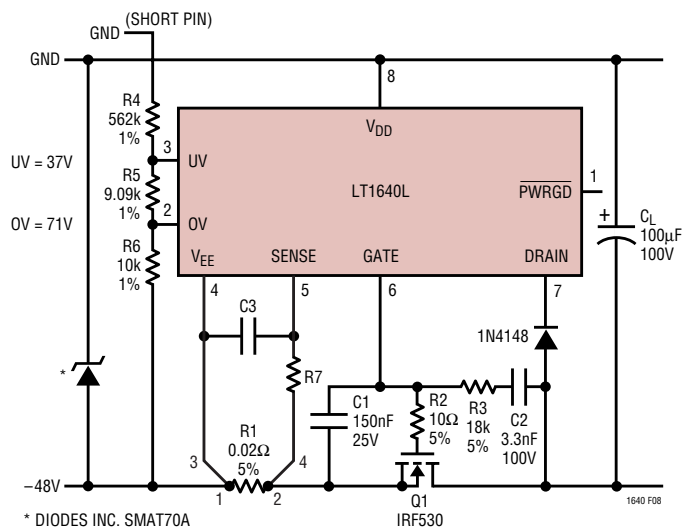 (SHORT PIN)
GND
GND
8
R4
562k
1%
VDD
3
UV
UV = 37V
R5
9.09k
1%
LT1640L
PWRGD
1
2
OV
OV = 71V
R6
10k
1%
+
CL
100µF
100V
VEE
SENSE
GATE
DRAIN
4
5
6
7
C3
1N4148
R7
*
C1
150nF
25V
R2
10Ω
5%
R3
18k
5%
C2
3.3nF
100V
R1
0.02Ω
5%
3
4
–48V
1
2
Q1
IRF530
1640 F08
* DIODES INC. SMAT70A